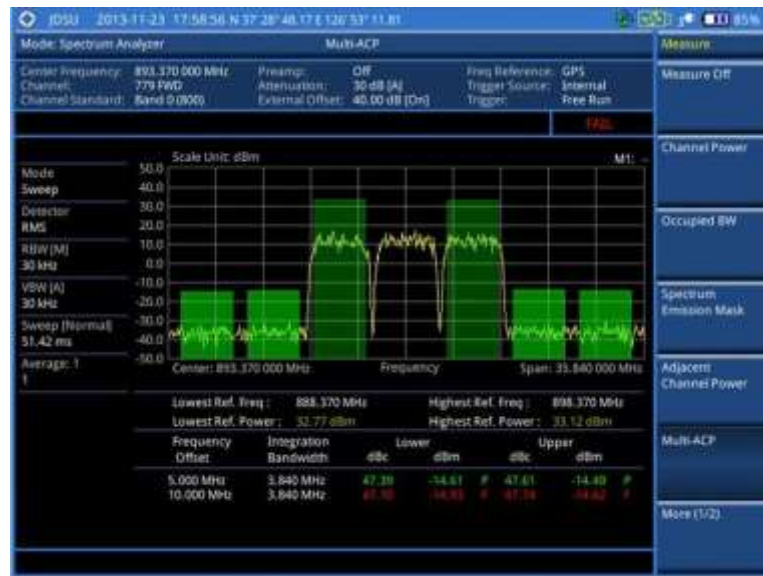 JDSU 2013-11-23 17:58:56 N 37° 28' 48.17 E 126° 53' 11.81 85%
Mode: Spectrum Analyzer Multi-ACP Measure
Center Frequency: 893.370 000 MHz Preamp: Off Freq Reference: GPS
Channel: 779 FWD Attenuation: 30 dB [A] Trigger Source: Internal
Channel Standard: Band 0 (800) External Offset: 40.00 dB [On] Trigger: Free Run
Measure Off
FAIL
Channel Power
Scale Unit: dBm M1: --
50.0
40.0
30.0
20.0
10.0
0.0
-10.0
-20.0
-30.0
-40.0
-50.0
Mode
Sweep
Detector
RMS
RBW [M]
30 kHz
VBW [A]
30 kHz
Sweep [Normal]
51.42 ms
Average: 1
1
Center: 893.370 000 MHz Frequency Span: 33.840 000 MHz
Occupied BW
Spectrum
Emission Mask
Adjacent
Channel Power
Lowest Ref. Freq : 888.370 MHz Highest Ref. Freq : 898.370 MHz
Lowest Ref. Power : 32.77 dBm Highest Ref. Power : 33.12 dBm
Frequency Integration Lower Upper
Offset Bandwidth dBc dBm dBc dBm
5.000 MHz 3.840 MHz 47.39 -14.61 P 47.61 -14.49 P
10.000 MHz 3.840 MHz
Multi-ACP
More (1/2)